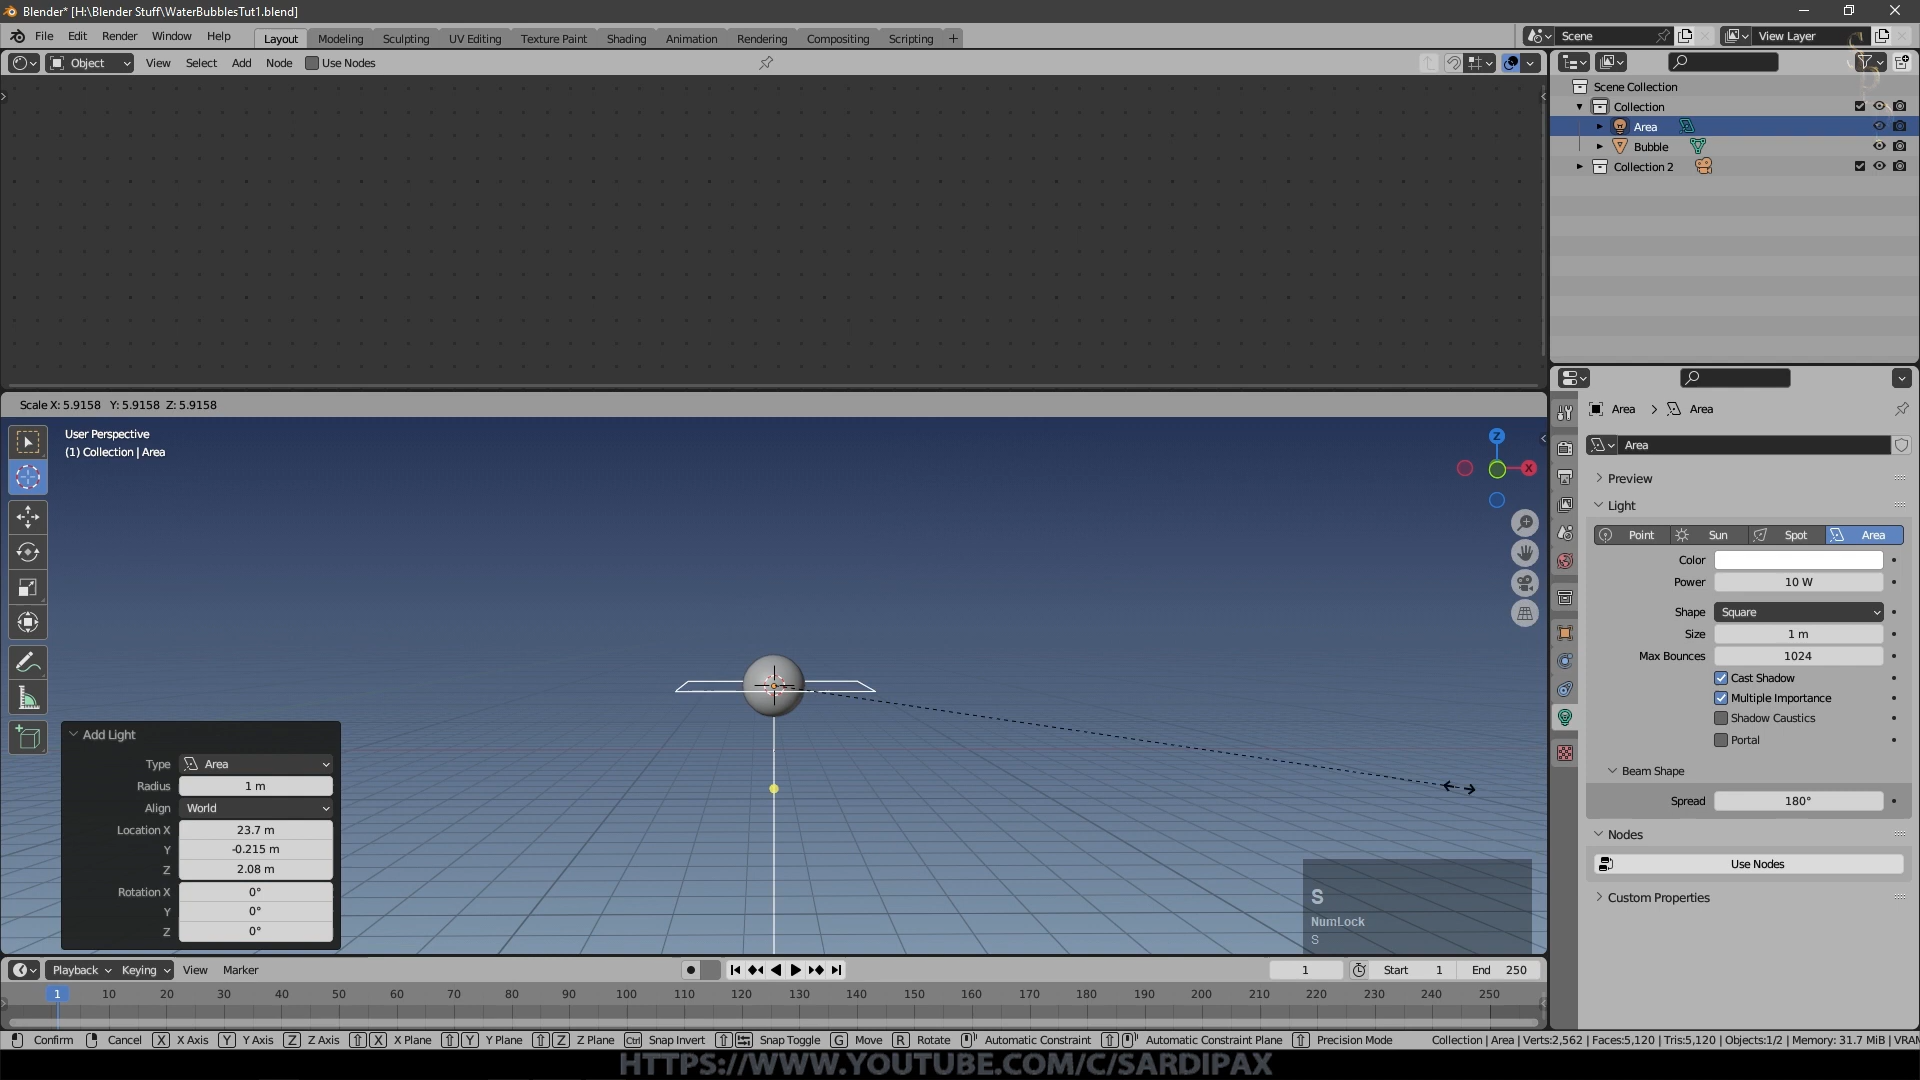 Blender* [H:\Blender Stuff\WaterBubblesTut1.blend]
File Edit Render Window Help Layout Modeling Sculpting UV Editing Texture Paint Shading Animation Rendering Compositing Scripting + Scene View Layer
Object View Select Add Node Use Nodes
Scene Collection
Collection
Area
Bubble
Collection 2
Scale X: 5.9158 Y: 5.9158 Z: 5.9158
User Perspective
(1) Collection | Area
Z
X
Add Light
Type Area
Radius 1 m
Align World
Location X 23.7 m
Y -0.215 m
Z 2.08 m
Rotation X 0°
Y 0°
Z 0°
S
NumLock
S
Area > Area
Area
Preview
Light
Point Sun Spot Area
Color
Power 10 W
Shape Square
Size 1 m
Max Bounces 1024
Cast Shadow
Multiple Importance
Shadow Caustics
Portal
Beam Shape
Spread 180°
Nodes
Use Nodes
Custom Properties
Playback Keying View Marker 1 Start 1 End 250
1 10 20 30 40 50 60 70 80 90 100 110 120 130 140 150 160 170 180 190 200 210 220 230 240 250
Confirm Cancel X X Axis Y Y Axis Z Z Axis X X Plane Y Y Plane Z Z Plane Ctrl Snap Invert Snap Toggle G Move R Rotate Automatic Constraint Automatic Constraint Plane Precision Mode Collection | Area | Verts:2,562 | Faces:5,120 | Tris:5,120 | Objects:1/2 | Memory: 31.7 MiB | VRAM
HTTPS://WWW.YOUTUBE.COM/C/SARDIPAX